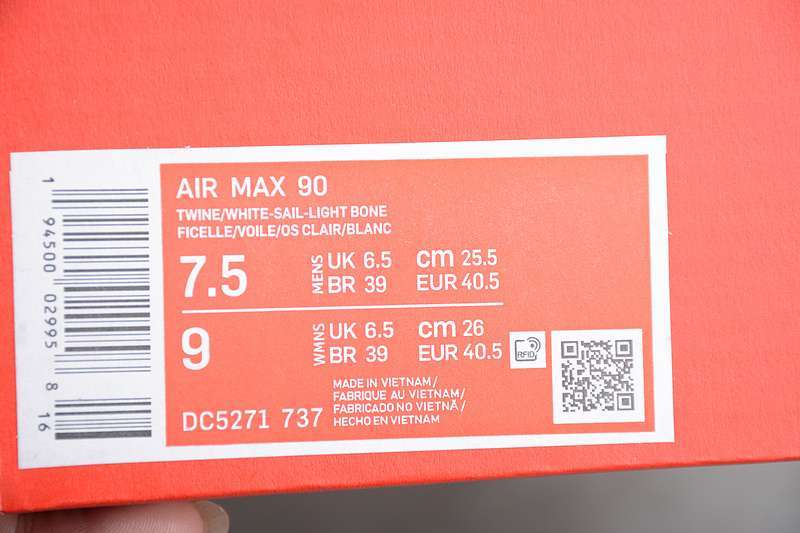 1 94500 02995 8 16
AIR MAX 90
TWINE/WHITE-SAIL-LIGHT BONE
FICELLE/VOILE/OS CLAIR/BLANC
7.5
MENS
UK 6.5 cm 25.5
BR 39 EUR 40.5
9
WMNS
UK 6.5 cm 26
BR 39 EUR 40.5
RFID
MADE IN VIETNAM/
FABRIQUE AU VIETNAM/
FABRICADO NO VIETNÃ/
HECHO EN VIETNAM
DC5271 737